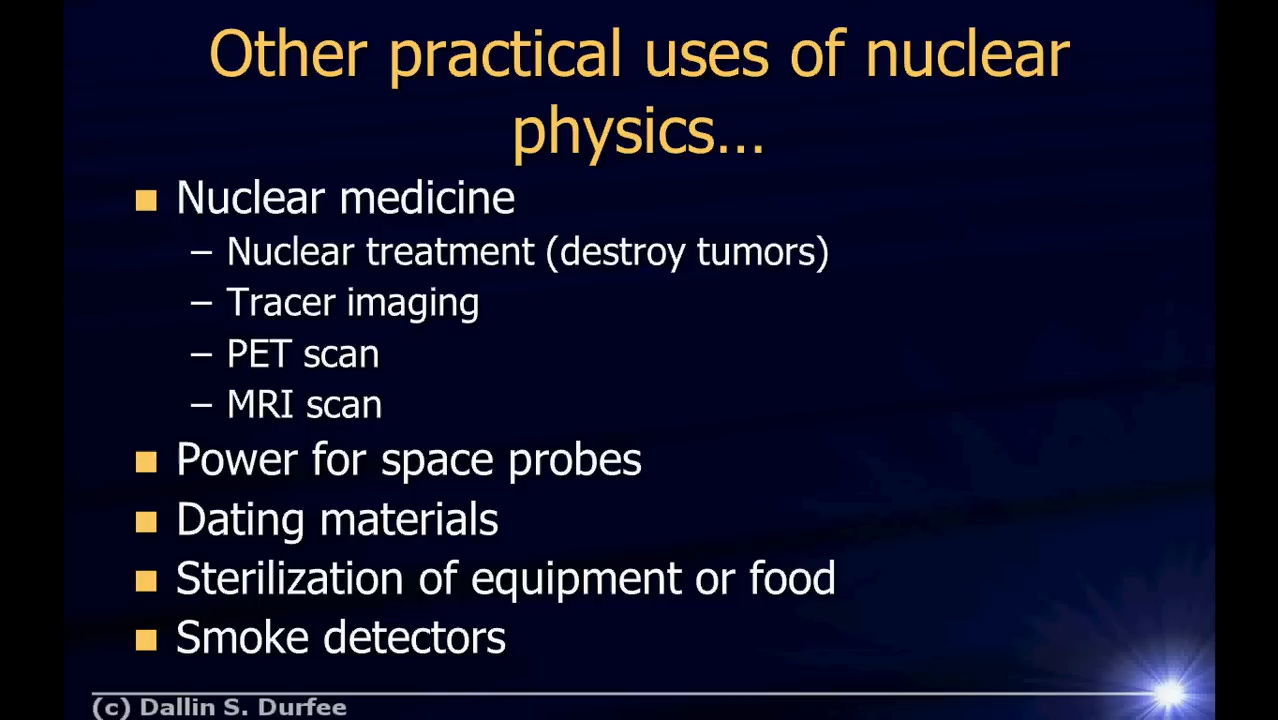 Other practical uses of nuclear
physics...
■ Nuclear medicine
– Nuclear treatment (destroy tumors)
– Tracer imaging
– PET scan
– MRI scan
■ Power for space probes
■ Dating materials
■ Sterilization of equipment or food
■ Smoke detectors
(c) Dallin S. Durfee